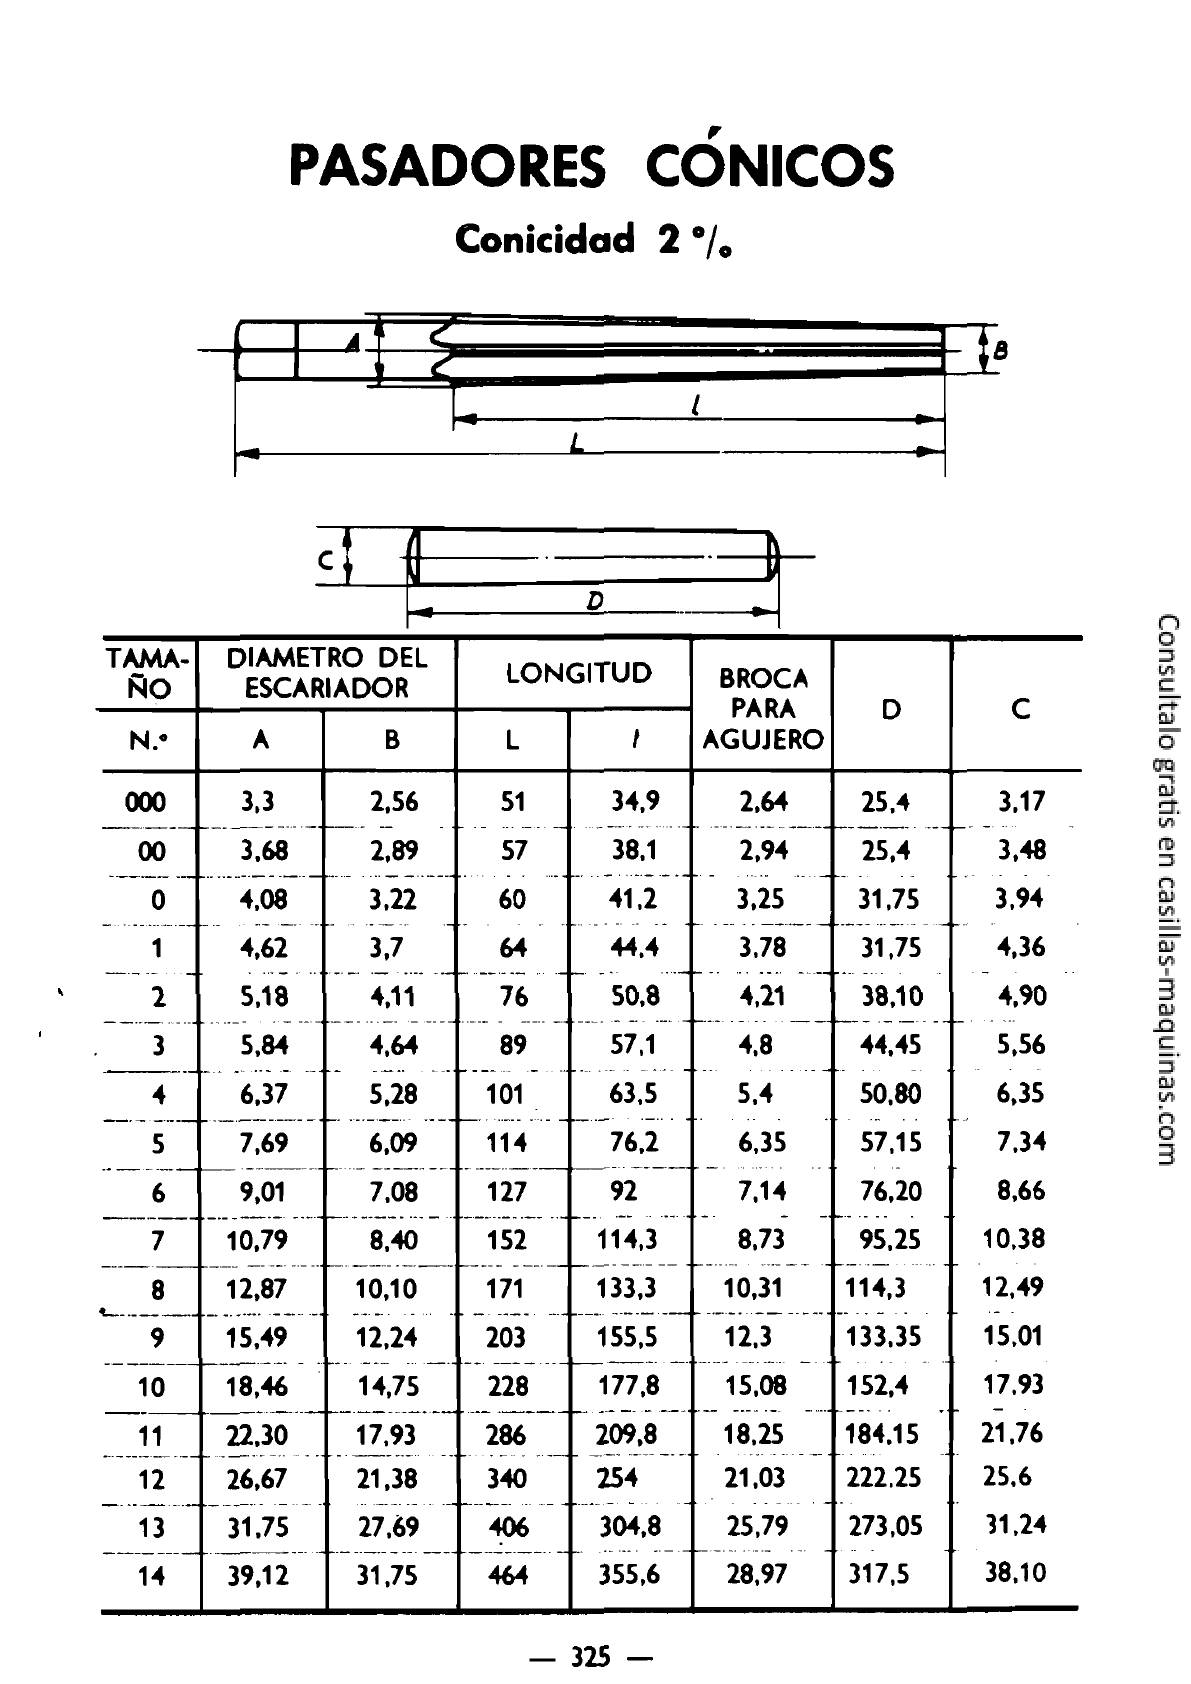 PASADORES CÓNICOS
Conicidad 2 %
A
B
l
L
C
D
TAMA-
ÑO
N.º
DIAMETRO DEL
ESCARIADOR
A B
LONGITUD
L l
BROCA
PARA
AGUJERO
D
C
000 3,3 2,56 51 34,9 2,64 25,4 3,17
00 3,68 2,89 57 38,1 2,94 25,4 3,48
0 4,08 3,22 60 41,2 3,25 31,75 3,94
1 4,62 3,7 64 44,4 3,78 31,75 4,36
2 5,18 4,11 76 50,8 4,21 38,10 4,90
3 5,84 4,64 89 57,1 4,8 44,45 5,56
4 6,37 5,28 101 63,5 5,4 50,80 6,35
5 7,69 6,09 114 76,2 6,35 57,15 7,34
6 9,01 7,08 127 92 7,14 76,20 8,66
7 10,79 8,40 152 114,3 8,73 95,25 10,38
8 12,87 10,10 171 133,3 10,31 114,3 12,49
9 15,49 12,24 203 155,5 12,3 133,35 15,01
10 18,46 14,75 228 177,8 15,08 152,4 17,93
11 22,30 17,93 286 209,8 18,25 184,15 21,76
12 26,67 21,38 340 254 21,03 222,25 25,6
13 31,75 27,69 406 304,8 25,79 273,05 31,24
14 39,12 31,75 464 355,6 28,97 317,5 38,10
— 325 —
Consultalo gratis en casillas-maquinas.com